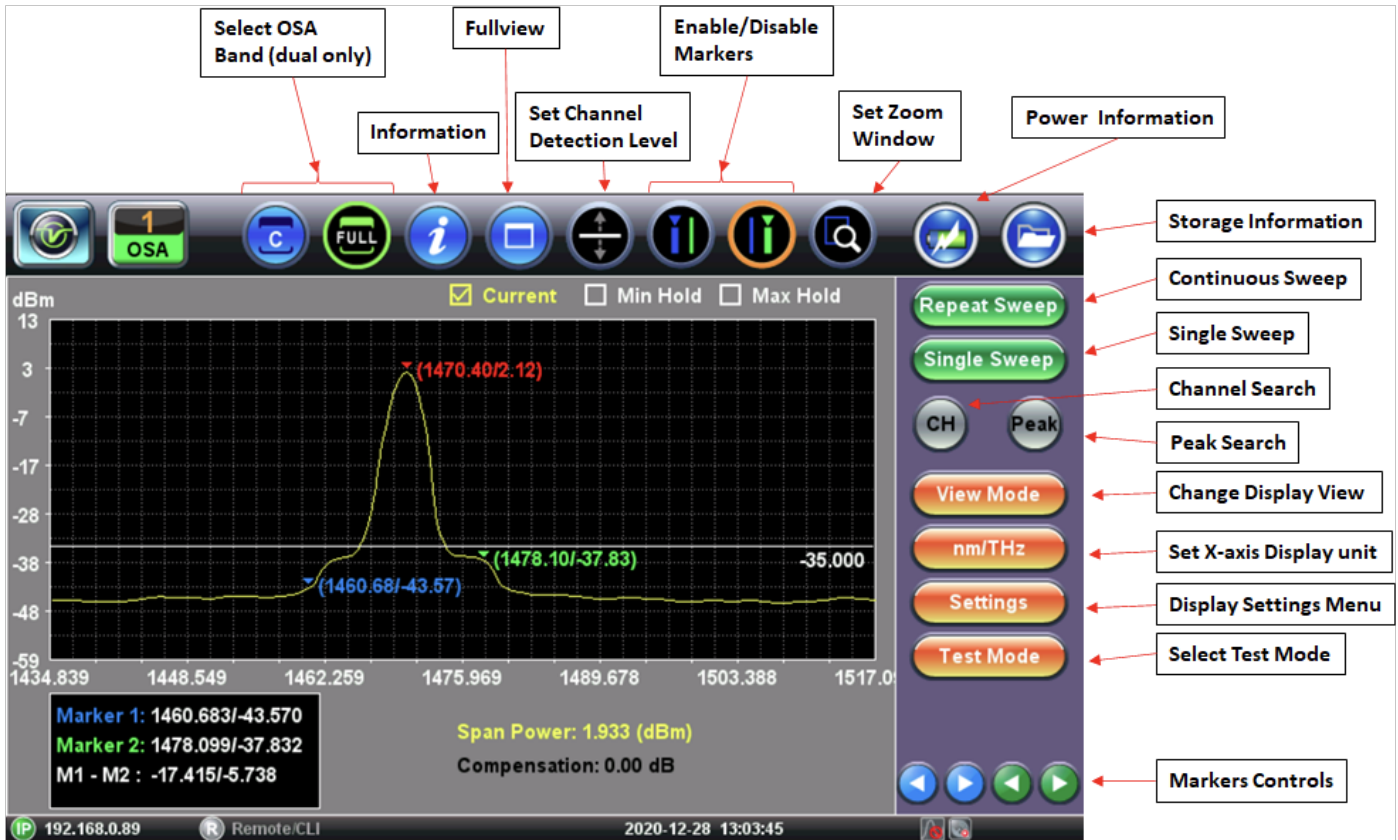 Select OSA
Band (dual only)
Fullview
Enable/Disable
Markers
Information
Set Channel
Detection Level
Set Zoom
Window
Power Information
1
OSA
C
FULL
i
Storage Information
Continuous Sweep
Single Sweep
Channel Search
Peak Search
Change Display View
Set X-axis Display unit
Display Settings Menu
Select Test Mode
Markers Controls
dBm
Current
Min Hold
Max Hold
13
3
-7
-17
-28
-38
-48
-59
(1470.40/2.12)
(1478.10/-37.83)
(1460.68/-43.57)
-35.000
1434.839
1448.549
1462.259
1475.969
1489.678
1503.388
1517.0
Repeat Sweep
Single Sweep
CH
Peak
View Mode
nm/THz
Settings
Test Mode
Marker 1: 1460.683/-43.570
Marker 2: 1478.099/-37.832
M1 - M2 : -17.415/-5.738
Span Power: 1.933 (dBm)
Compensation: 0.00 dB
IP 192.168.0.89
R Remote/CLI
2020-12-28 13:03:45